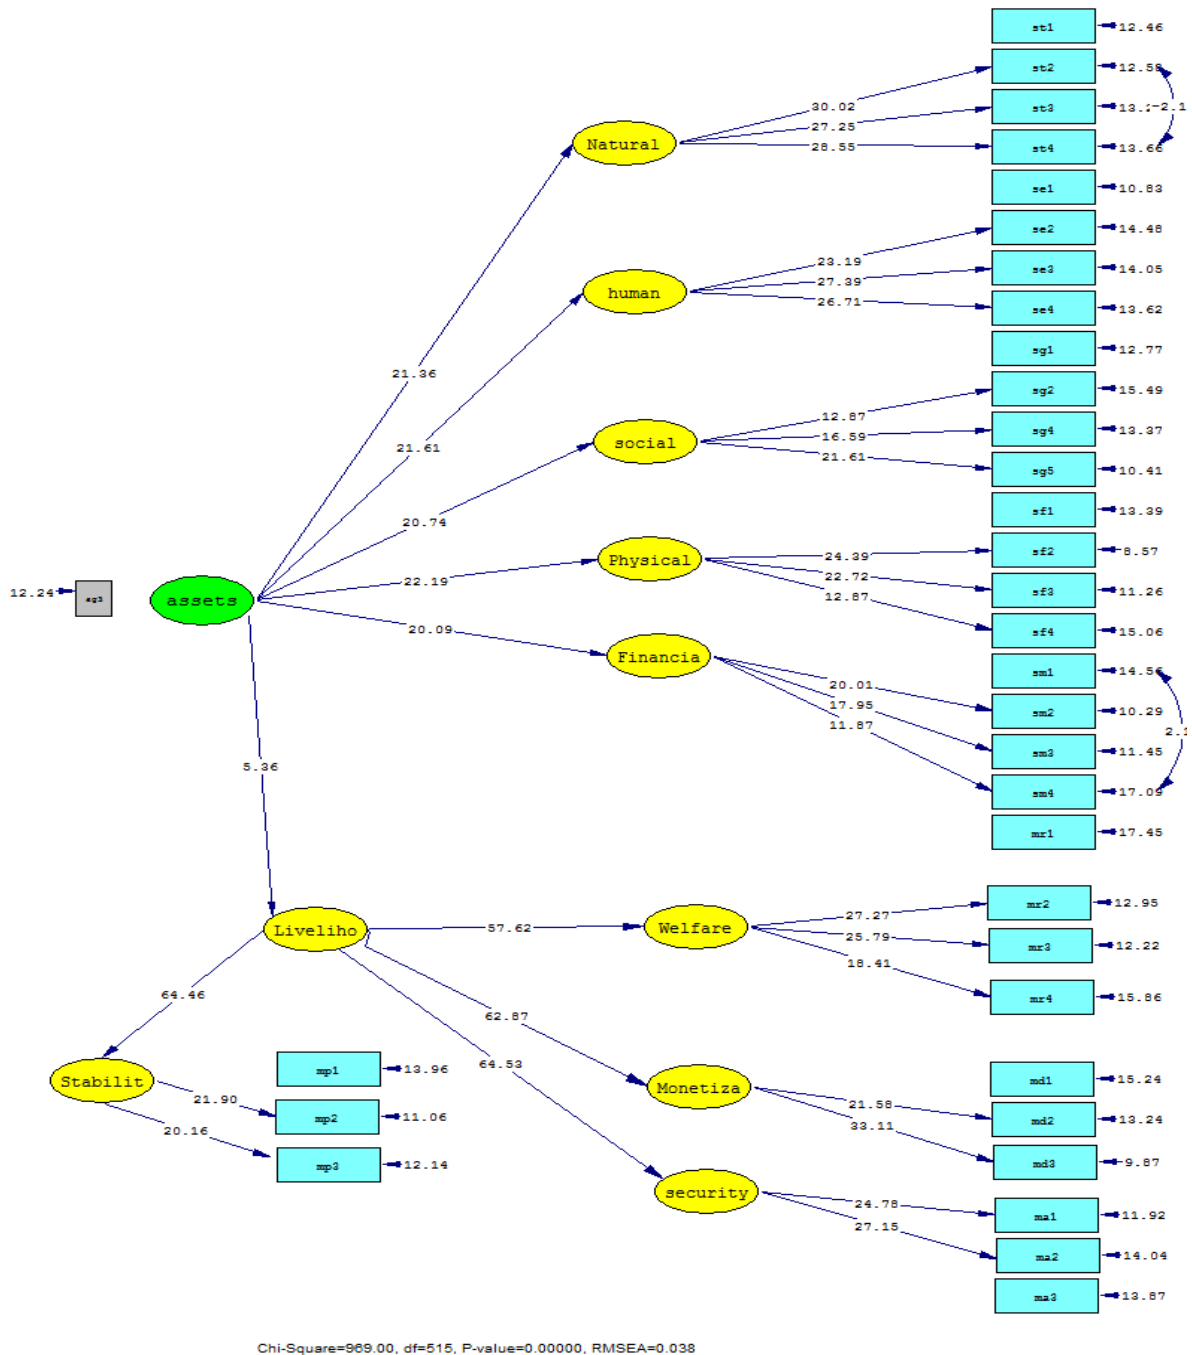 st1
12.46
st2
12.58
30.02
st3
-2.1
27.25
Natural
28.55
st4
13.66
se1
10.83
se2
14.48
23.19
se3
14.05
27.39
human
26.71
se4
13.62
sg1
12.77
21.36
sg2
15.49
12.87
sg4
13.37
16.59
social
21.61
21.61
sg5
10.41
sf1
13.39
20.74
sf2
8.57
24.39
Physical
22.72
22.19
sf3
11.26
12.87
12.24
sg3
assets
20.09
sf4
15.06
Financia
sm1
14.56
20.01
17.95
sm2
10.29
11.87
2.1
sm3
11.45
5.36
sm4
17.09
mr1
17.45
mr2
12.95
27.27
Liveliho
57.62
Welfare
25.79
mr3
12.22
18.41
64.46
mr4
15.86
62.87
64.53
mp1
13.96
Stabilit
Monetiza
md1
15.24
21.90
21.58
mp2
11.06
md2
13.24
33.11
20.16
mp3
12.14
md3
9.87
security
24.78
ma1
11.92
27.15
ma2
14.04
ma3
13.87
Chi-Square=969.00, df=515, P-value=0.00000, RMSEA=0.038